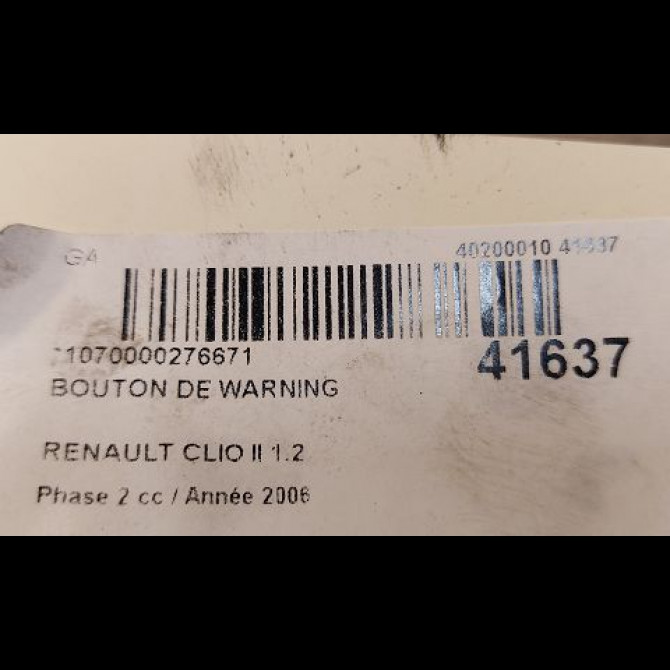 G4 40200010 41637
1070000276671 41637
BOUTON DE WARNING
RENAULT CLIO II 1.2
Phase 2 cc / Année 2006